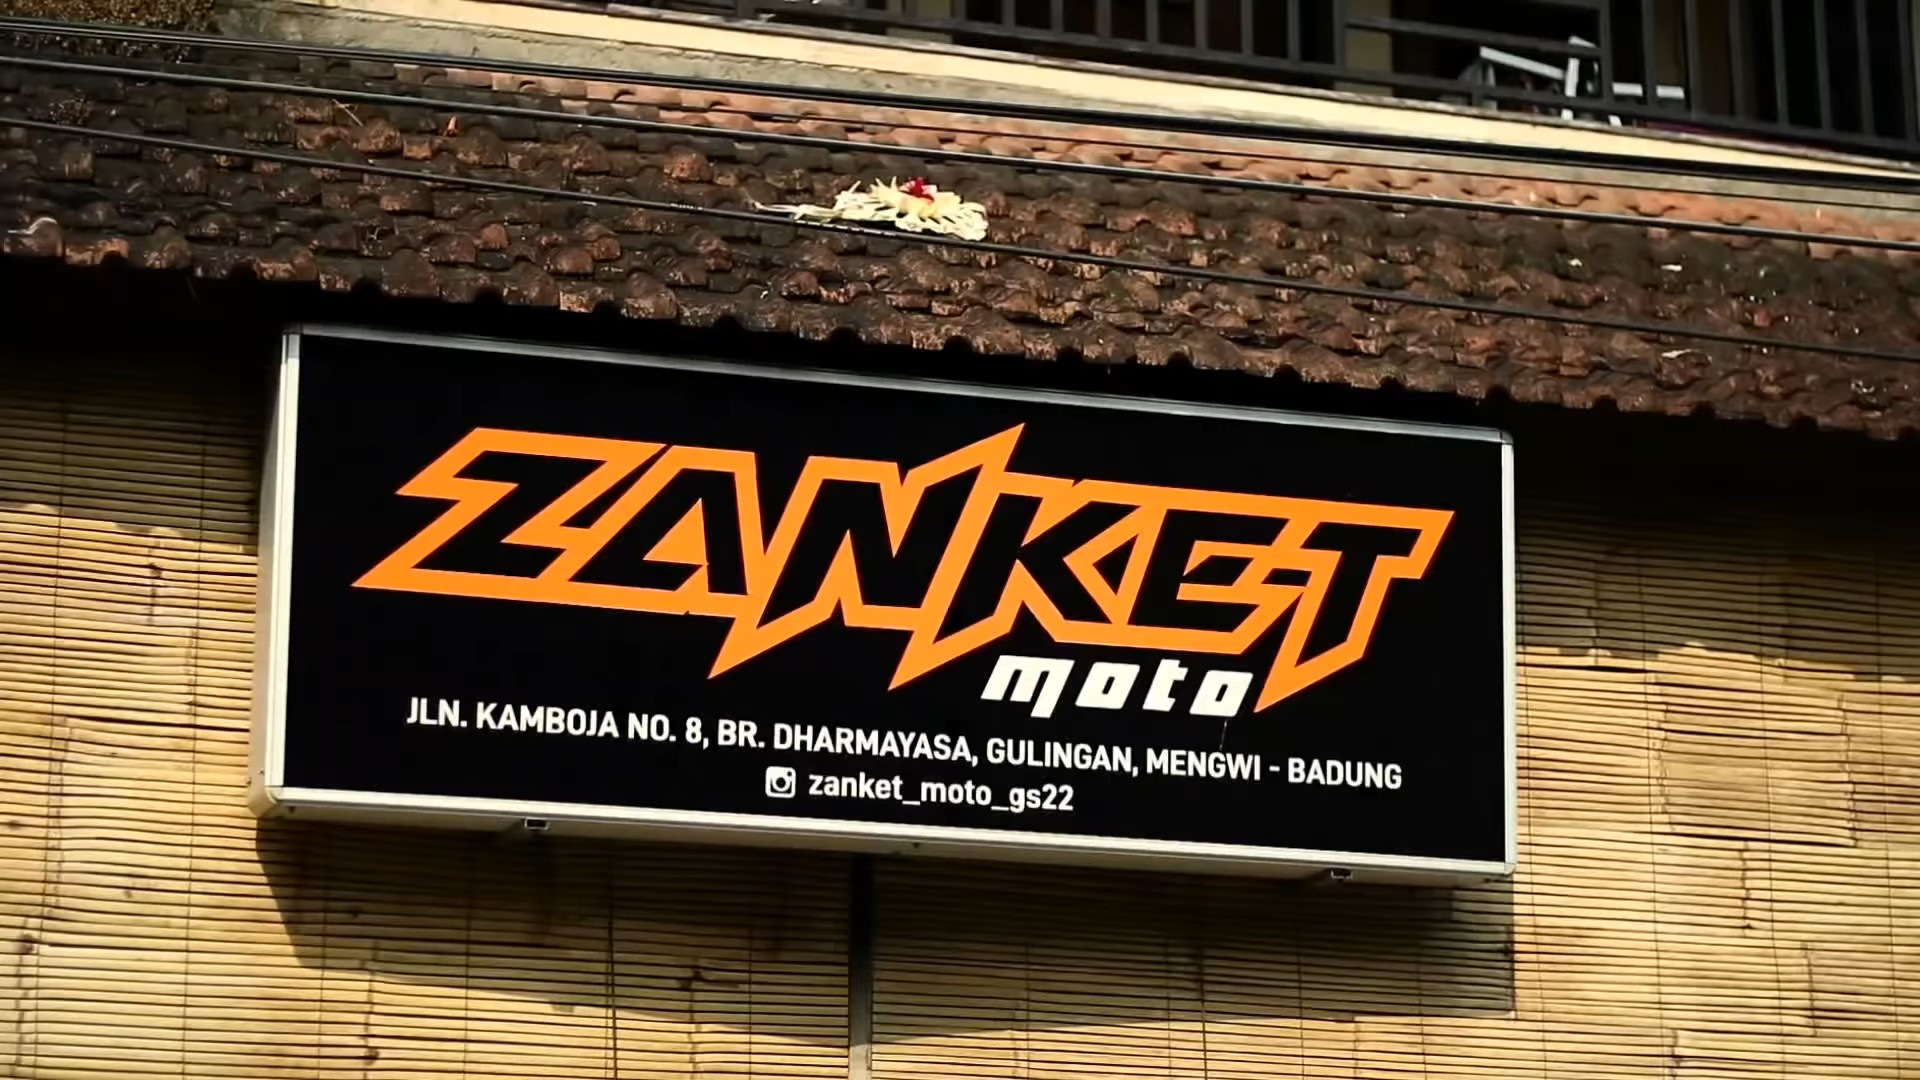 ZANKET
moto
JLN. KAMBOJA NO. 8, BR. DHARMAYASA, GULINGAN, MENGWI - BADUNG
zanket_moto_gs22